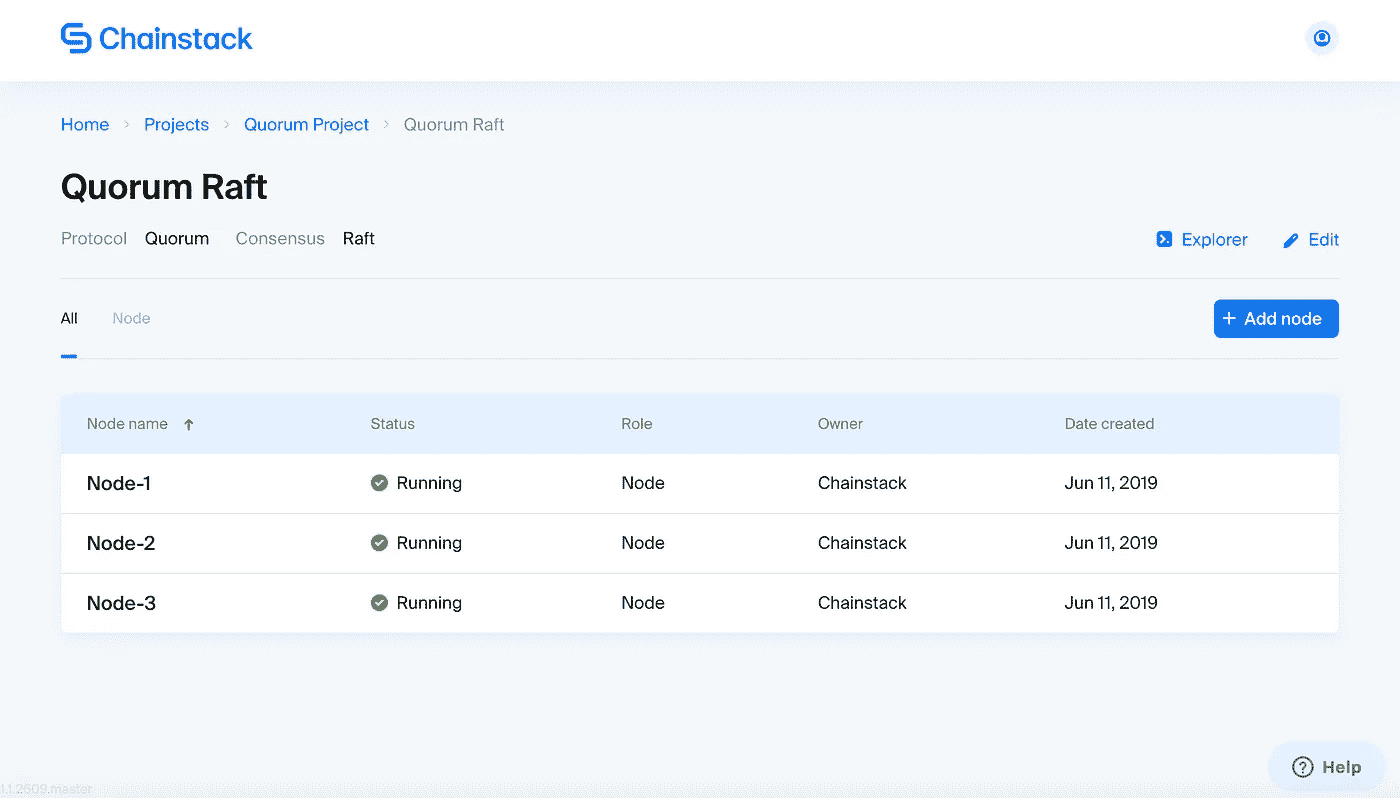 Chainstack
Home > Projects > Quorum Project > Quorum Raft
Quorum Raft
Protocol Quorum Consensus Raft
Explorer Edit
All Node
+ Add node
Node name ↑ Status Role Owner Date created
Node-1 Running Node Chainstack Jun 11, 2019
Node-2 Running Node Chainstack Jun 11, 2019
Node-3 Running Node Chainstack Jun 11, 2019
? Help
1.1.2609.master